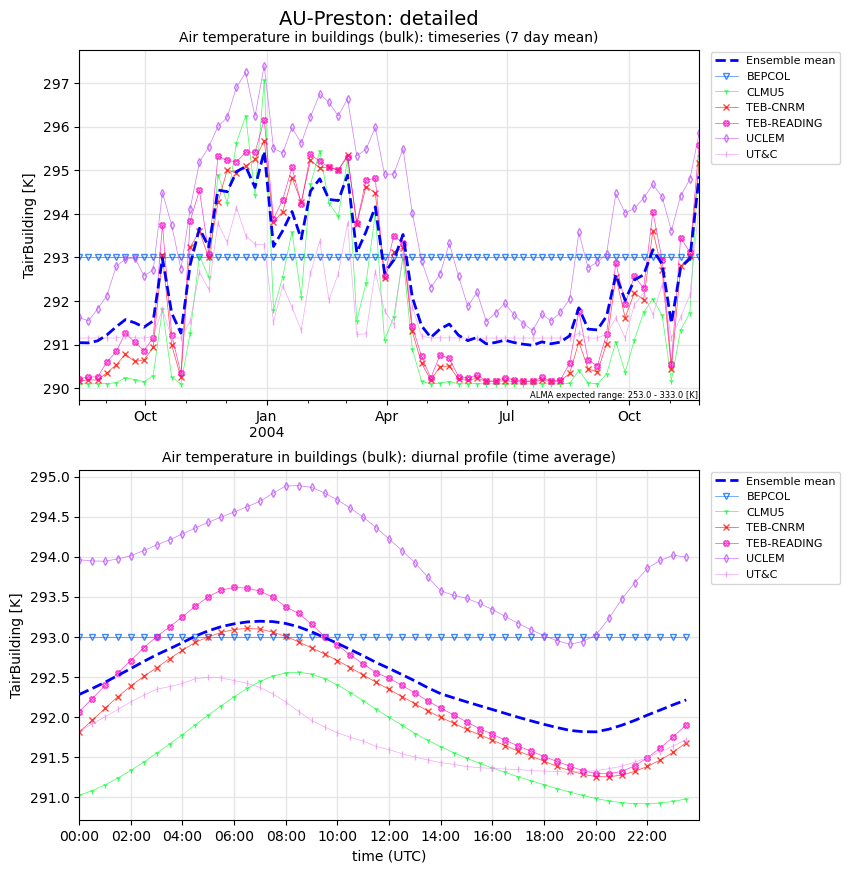 AU-Preston: detailed
Air temperature in buildings (bulk): timeseries (7 day mean)
TairBuilding [K]
297
296
295
294
293
292
291
290
Oct
Jan
2004
Apr
Jul
Oct
ALMA expected range: 253.0 - 333.0 [K]
Ensemble mean
BEPCOL
CLMU5
TEB-CNRM
TEB-READING
UCLEM
UT&C
Air temperature in buildings (bulk): diurnal profile (time average)
TairBuilding [K]
295.0
294.5
294.0
293.5
293.0
292.5
292.0
291.5
291.0
00:00 02:00 04:00 06:00 08:00 10:00 12:00 14:00 16:00 18:00 20:00 22:00
time (UTC)
Ensemble mean
BEPCOL
CLMU5
TEB-CNRM
TEB-READING
UCLEM
UT&C